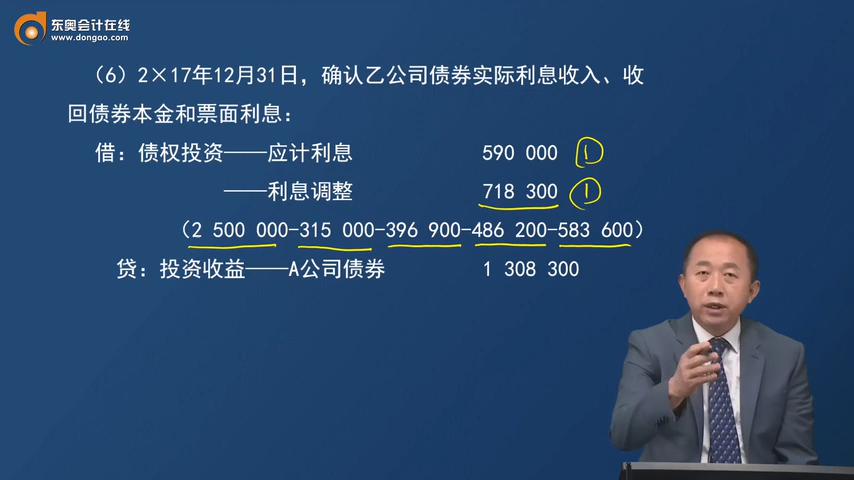 东奥会计在线
www.dongao.com
（6）2×17年12月31日，确认乙公司债券实际利息收入、收
回债券本金和票面利息：
借：债权投资——应计利息 590 000 ①
——利息调整 718 300 ①
（2 500 000-315 000-396 900-486 200-583 600）
贷：投资收益——A公司债券 1 308 300